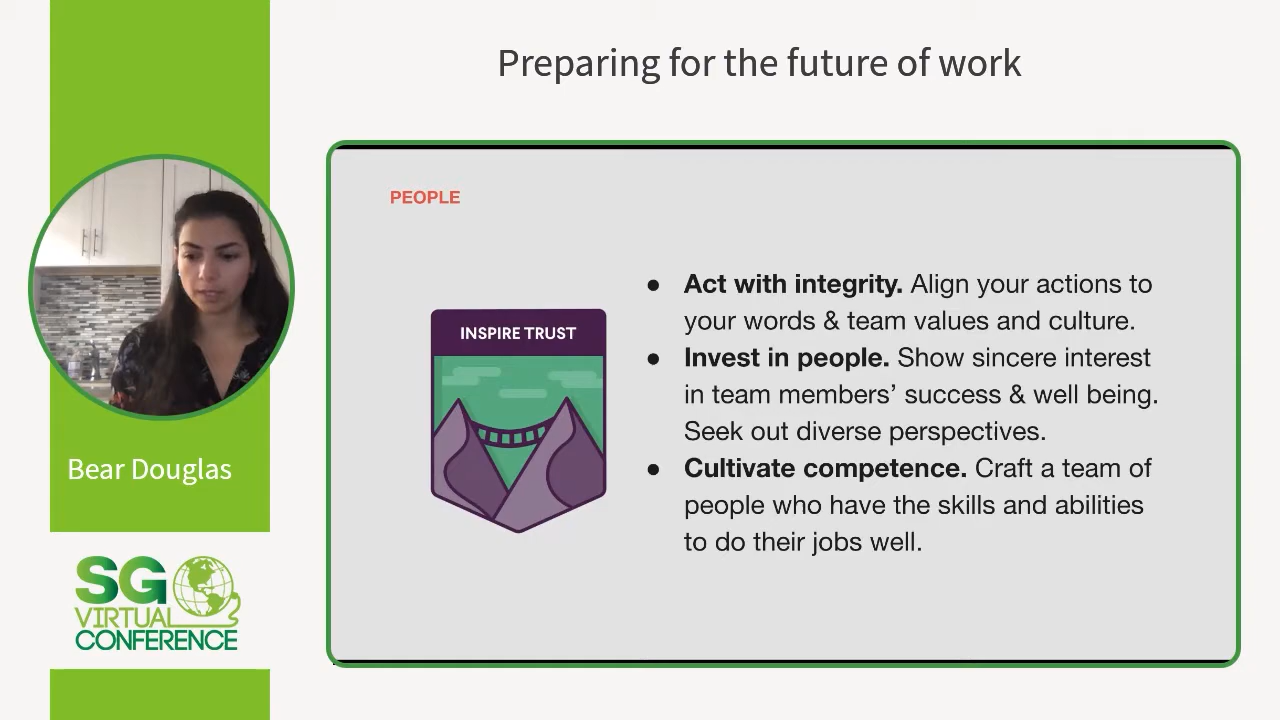 Preparing for the future of work
PEOPLE
INSPIRE TRUST
● Act with integrity. Align your actions to
your words & team values and culture.
● Invest in people. Show sincere interest
in team members’ success & well being.
Seek out diverse perspectives.
● Cultivate competence. Craft a team of
people who have the skills and abilities
to do their jobs well.
Bear Douglas
SG
VIRTUAL
CONFERENCE